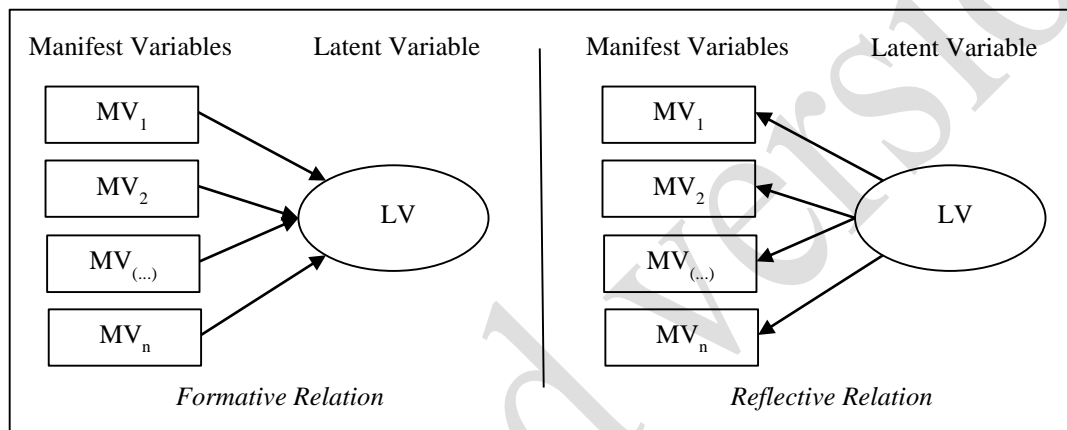 Manifest Variables Latent Variable
MV1
MV2
MV(...)
MVn
LV
Formative Relation
Manifest Variables Latent Variable
MV1
MV2
MV(...)
MVn
LV
Reflective Relation
d versio